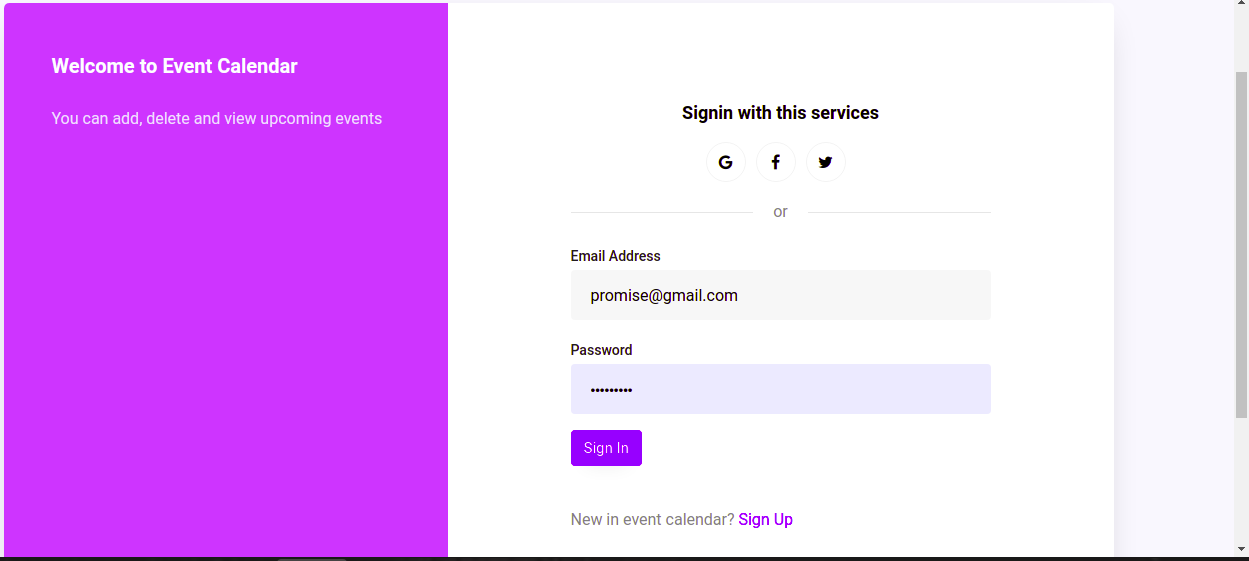 Welcome to Event Calendar
You can add, delete and view upcoming events
Signin with this services
or
Email Address
promise@gmail.com
Password
•••••••••
Sign In
New in event calendar? Sign Up